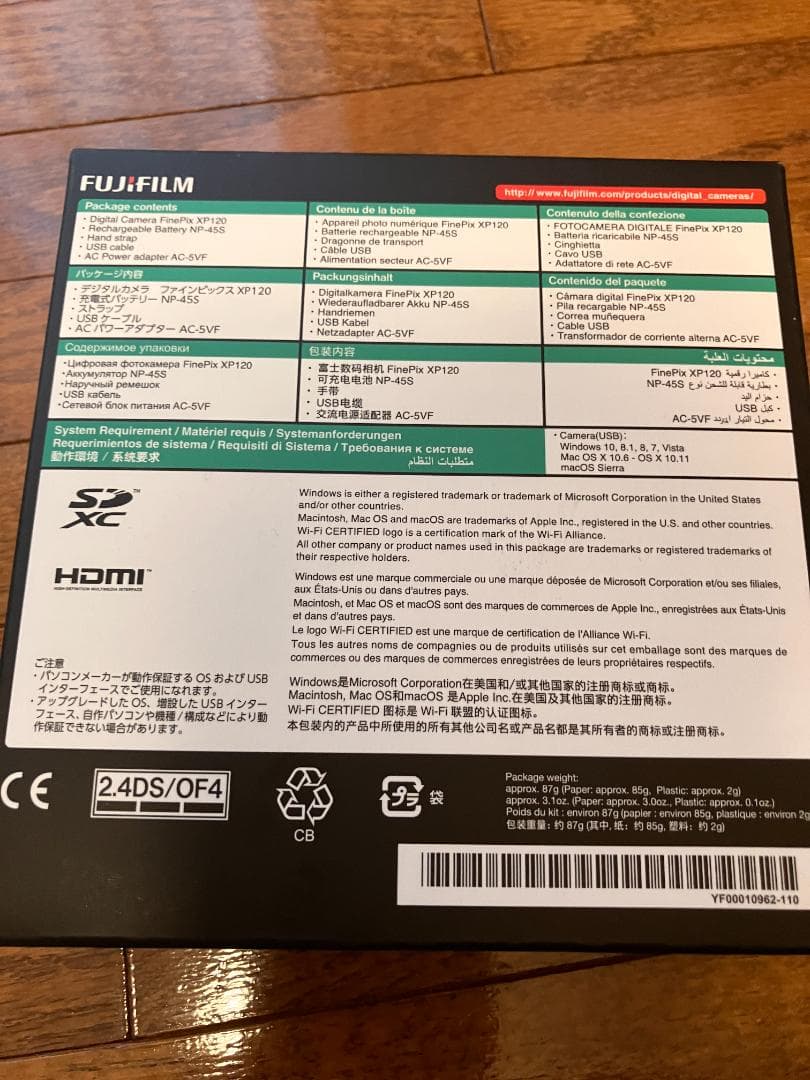 FUJIFILM
http://www.fujifilm.com/products/digital_cameras/
Package contents
・Digital Camera FinePix XP120
・Rechargeable Battery NP-45S
・Hand strap
・USB cable
・AC Power adapter AC-5VF
Contenu de la boîte
・Appareil photo numérique FinePix XP120
・Batterie rechargeable NP-45S
・Dragonne de transport
・Câble USB
・Alimentation secteur AC-5VF
Contenuto della confezione
・FOTOCAMERA DIGITALE FinePix XP120
・Batteria ricaricabile NP-45S
・Cinghietta
・Cavo USB
・Adattatore di rete AC-5VF
パッケージ内容
・デジタルカメラ ファインピックス XP120
・充電式バッテリー NP-45S
・ストラップ
・USB ケーブル
・AC パワーアダプター AC-5VF
Packungsinhalt
・Digitalkamera FinePix XP120
・Wiederaufladbarer Akku NP-45S
・Handriemen
・USB Kabel
・Netzadapter AC-5VF
Contenido del paquete
・Cámara digital FinePix XP120
・Pila recargable NP-45S
・Correa muñequera
・Cable USB
・Transformador de corriente alterna AC-5VF
Содержимое упаковки
・Цифровая фотокамера FinePix XP120
・Аккумулятор NP-45S
・Наручный ремешок
・USB кабель
・Сетевой блок питания AC-5VF
包装内容
・富士数码相机 FinePix XP120
・可充电电池 NP-45S
・手带
・USB电缆
・交流电源适配器 AC-5VF
محتويات العلبة
・كاميرا رقمية FinePix XP120
・بطارية قابلة للشحن نوع NP-45S
・حزام اليد
・كبل USB
・محول التيار المتردد AC-5VF
System Requirement / Matériel requis / Systemanforderungen
Requerimientos de sistema / Requisiti di Sistema / Требования к системе
動作環境 / 系统要求 متطلبات النظام
・Camera(USB):
Windows 10, 8.1, 8, 7, Vista
Mac OS X 10.6 - OS X 10.11
macOS Sierra
SD XC™
HDMI™
HIGH-DEFINITION MULTIMEDIA INTERFACE
Windows is either a registered trademark or trademark of Microsoft Corporation in the United States
and/or other countries.
Macintosh, Mac OS and macOS are trademarks of Apple Inc., registered in the U.S. and other countries.
Wi-Fi CERTIFIED logo is a certification mark of the Wi-Fi Alliance.
All other company or product names used in this package are trademarks or registered trademarks of
their respective holders.
Windows est une marque commerciale ou une marque déposée de Microsoft Corporation et/ou ses filiales,
aux États-Unis ou dans d'autres pays.
Macintosh, et Mac OS et macOS sont des marques de commerces de Apple Inc., enregistrées aux États-Unis
et dans d'autres pays.
Le logo Wi-Fi CERTIFIED est une marque de certification de l'Alliance Wi-Fi.
Tous les autres noms de compagnies ou de produits utilisés sur cet emballage sont des marques de
commerces ou des marques de commerces enregistrées de leurs propriétaires respectifs.
Windows是Microsoft Corporation在美国和/或其他国家的注册商标或商标。
Macintosh, Mac OS和macOS 是Apple Inc.在美国及其他国家的注册商标。
Wi-Fi CERTIFIED 图标是 Wi-Fi 联盟的认证图标。
本包装内的产品中所使用的所有其他公司名或产品名都是其所有者的商标或注册商标。
ご注意
・パソコンメーカーが動作保証する OS および USB
インターフェースでご使用になれます。
・アップグレードした OS、増設した USB インター
フェース、自作パソコンや機種/構成などにより動
作保証できない場合があります。
CE
2.4DS/OF4
CB
プラ 袋
Package weight:
approx. 87g (Paper: approx. 85g, Plastic: approx. 2g)
approx. 3.1oz. (Paper: approx. 3.0oz., Plastic: approx. 0.1oz.)
Poids du kit : environ 87g (papier : environ 85g, plastique : environ 2g
包装重量: 约 87g (其中, 纸: 约 85g, 塑料: 约 2g)
YF00010962-110